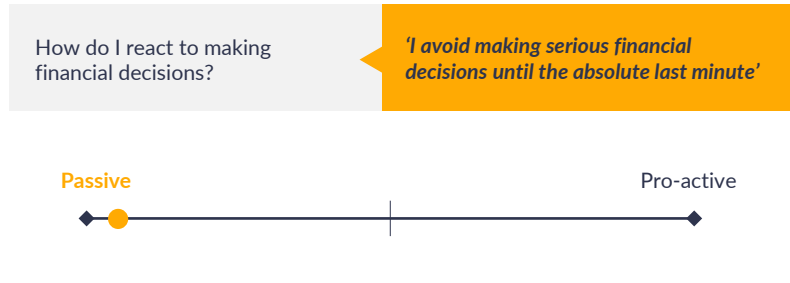 How do I react to making
financial decisions?
‘I avoid making serious financial
decisions until the absolute last minute’
Passive
Pro-active